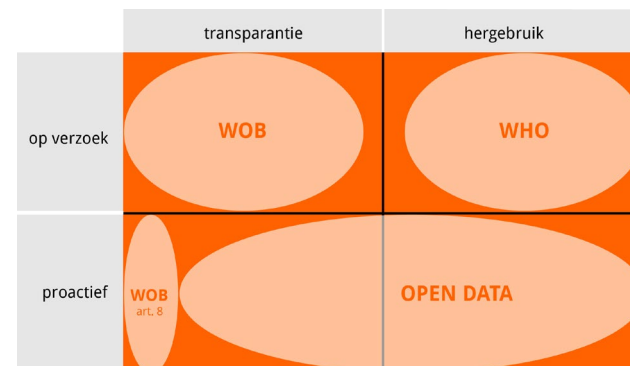 transparantie
hergebruik
op verzoek
WOB
WHO
proactief
WOB
art. 8
OPEN DATA